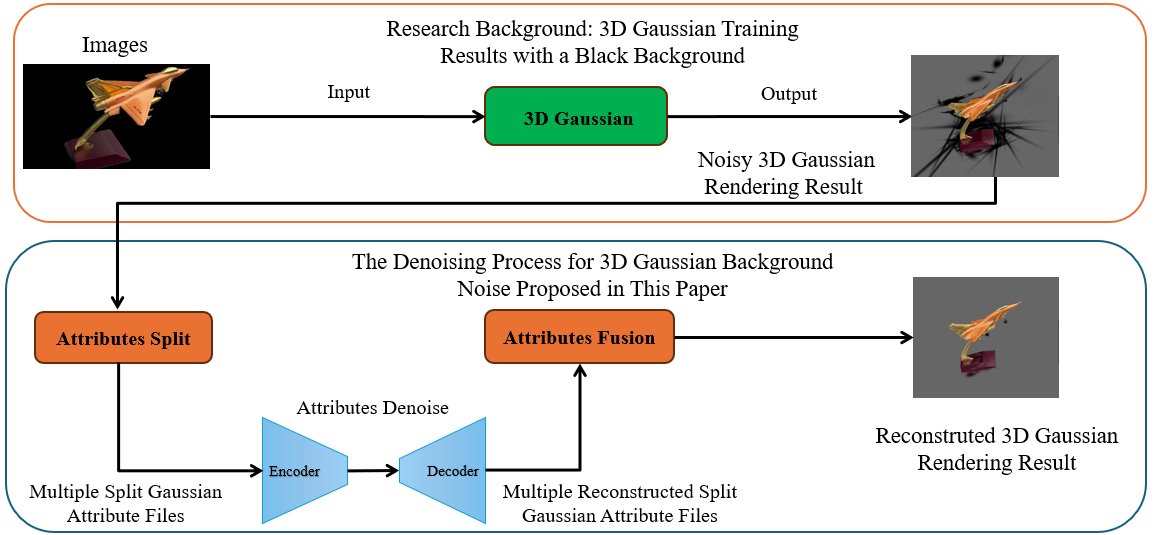 Research Background: 3D Gaussian Training
Results with a Black Background
Images
Input
3D Gaussian
Output
Noisy 3D Gaussian
Rendering Result
The Denoising Process for 3D Gaussian Background
Noise Proposed in This Paper
Attributes Split
Attributes Fusion
Attributes Denoise
Encoder
Decoder
Multiple Split Gaussian
Attribute Files
Multiple Reconstructed Split
Gaussian Attribute Files
Reconstruted 3D Gaussian
Rendering Result